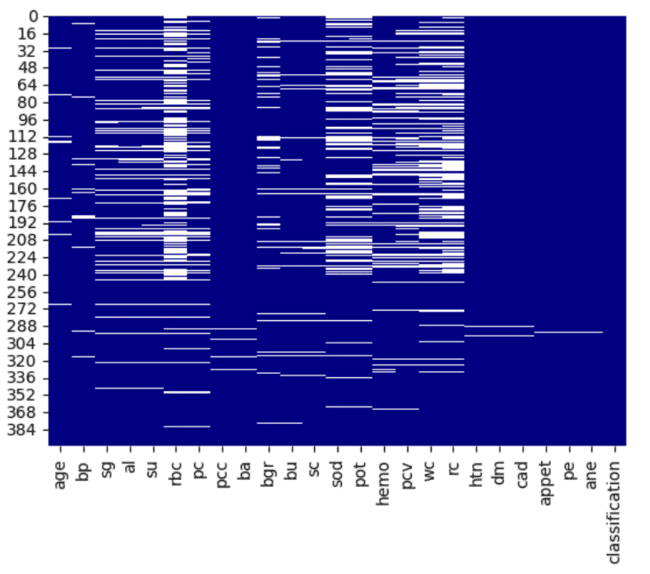 0
16
32
48
64
80
96
112
128
144
160
176
192
208
224
240
256
272
288
304
320
336
352
368
384
age
bp
sg
al
su
rbc
pc
pcc
ba
bgr
bu
sc
sod
pot
hemo
pcv
wc
rc
htn
dm
cad
appet
pe
ane
classification